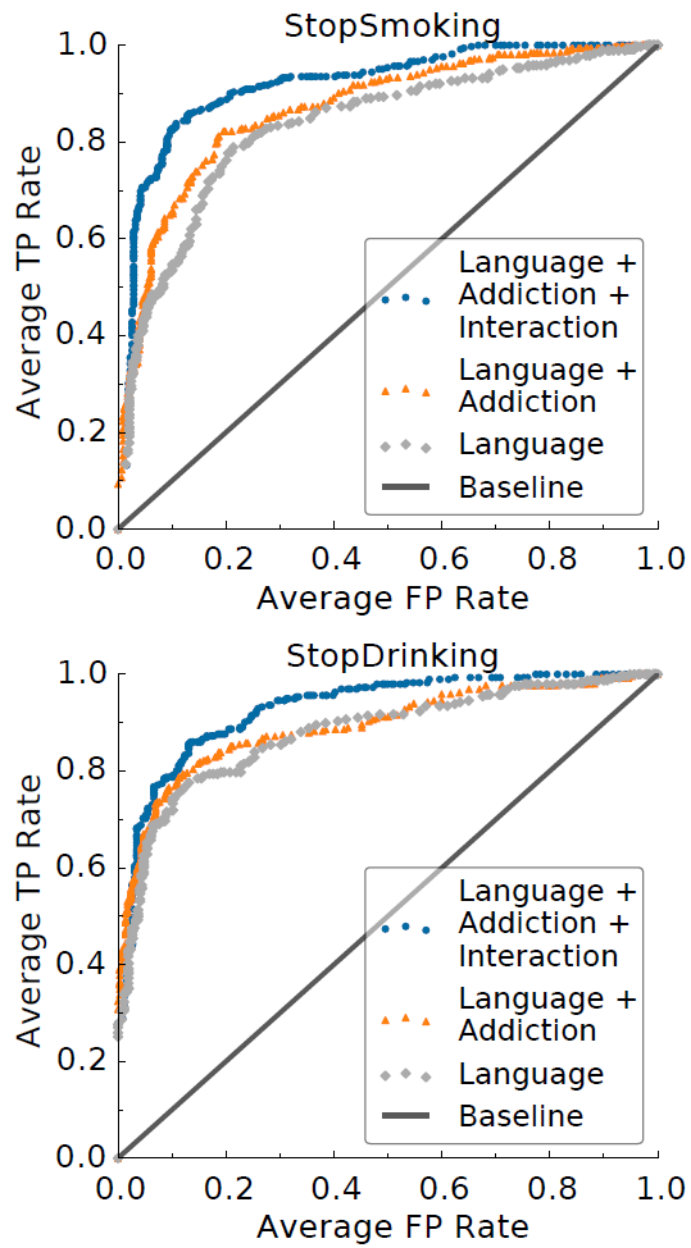 StopSmoking
1.0
0.8
0.6
0.4
0.2
0.0
Average TP Rate
Language +
Addiction +
Interaction
Language +
Addiction
Language
Baseline
0.0 0.2 0.4 0.6 0.8 1.0
Average FP Rate
StopDrinking
1.0
0.8
0.6
0.4
0.2
0.0
Average TP Rate
Language +
Addiction +
Interaction
Language +
Addiction
Language
Baseline
0.0 0.2 0.4 0.6 0.8 1.0
Average FP Rate